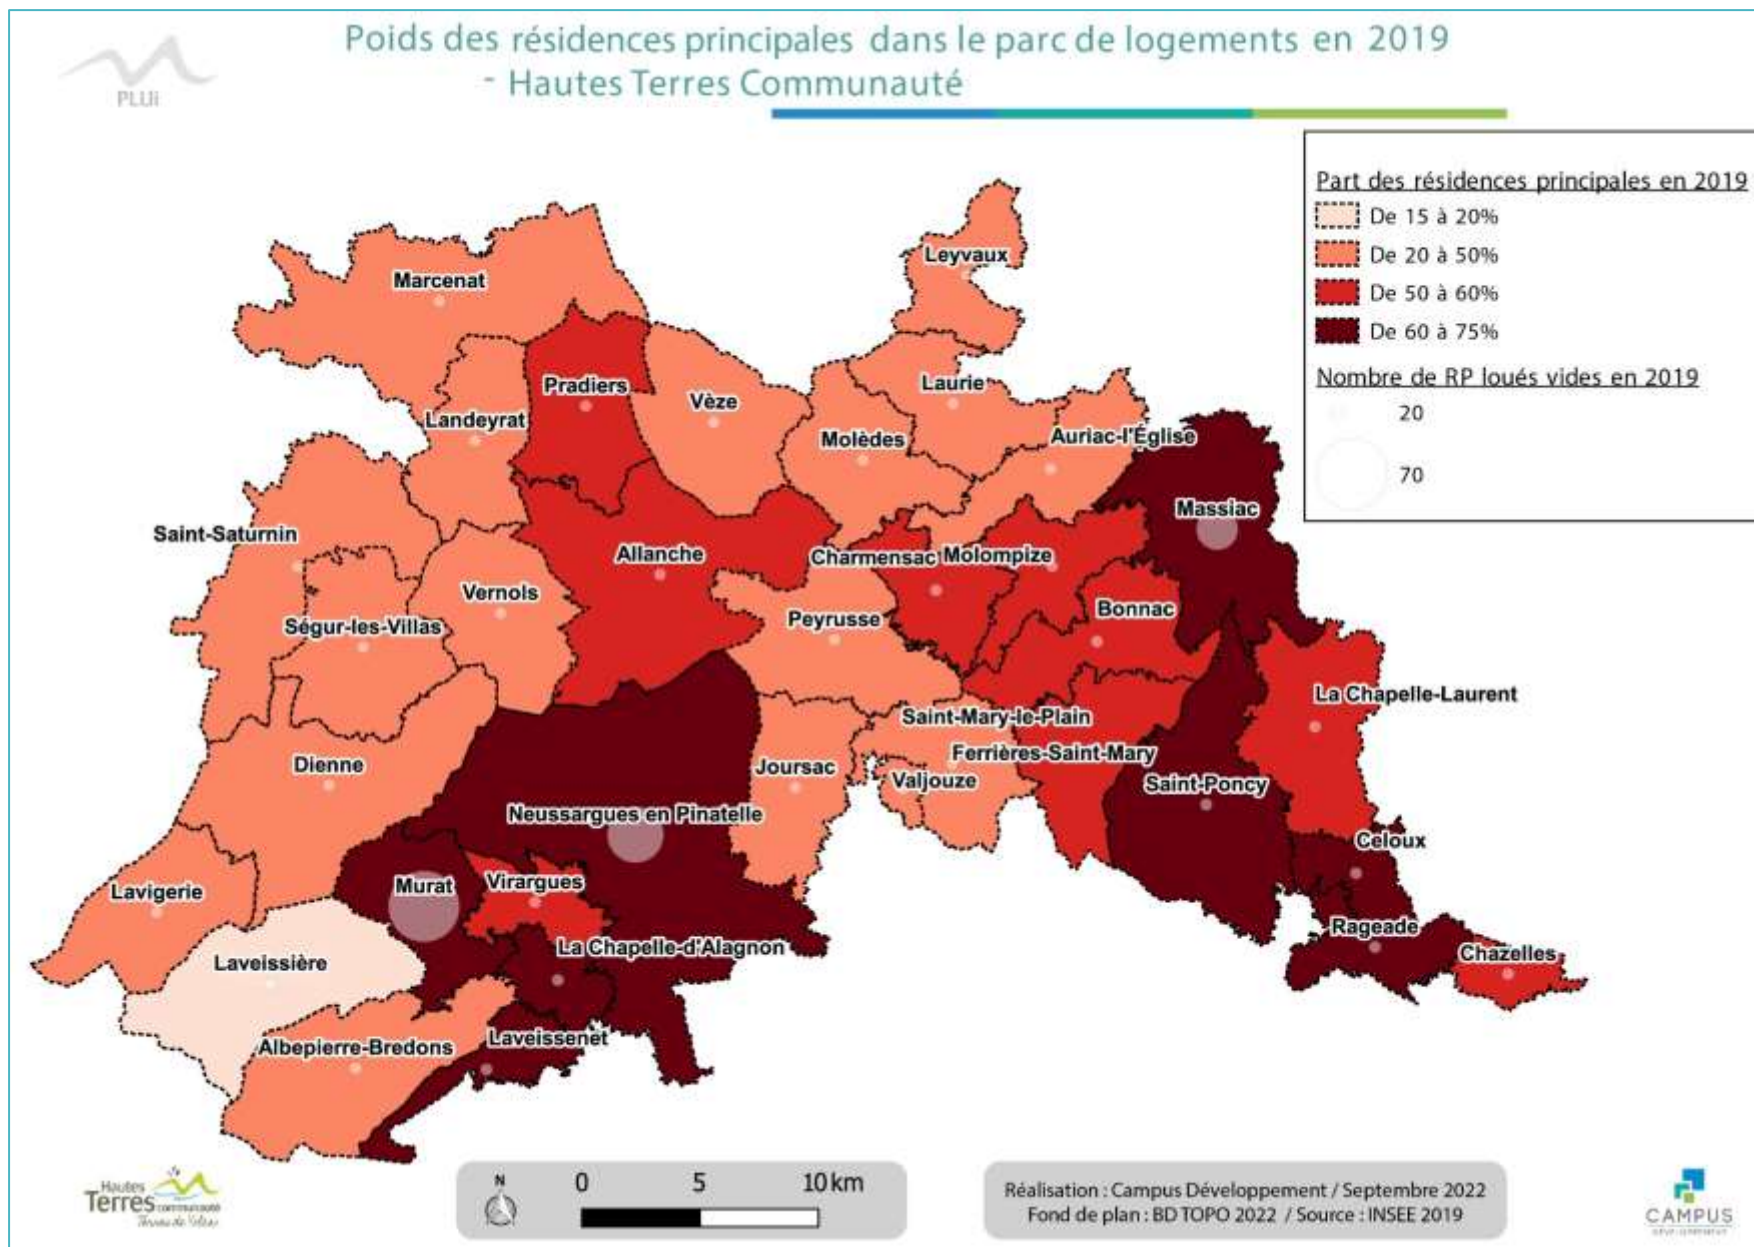 Poids des résidences principales dans le parc de logements en 2019
- Hautes Terres Communauté
PLUi
Part des résidences principales en 2019
De 15 à 20%
De 20 à 50%
De 50 à 60%
De 60 à 75%
Nombre de RP loués vides en 2019
20
70
Leyvaux
Marcenat
Pradiers
Laurie
Vèze
Landeyrat
Molèdes
Auriac-l'Église
Massiac
Saint-Saturnin
Allanche
Charmensac
Molompize
Vernols
Bonnac
Peyrusse
Ségur-les-Villas
La Chapelle-Laurent
Saint-Mary-le-Plain
Ferrières-Saint-Mary
Dienne
Joursac
Valjouze
Saint-Poncy
Neussargues en Pinatelle
Celoux
Murat
Virargues
Lavigerie
Rageade
La Chapelle-d'Alagnon
Chazelles
Laveissière
Laveissenet
Albepierre-Bredons
Hautes
Terres communauté
N
0 5 10 km
Réalisation : Campus Développement / Septembre 2022
Fond de plan : BD TOPO 2022 / Source : INSEE 2019
CAMPUS
DÉVELOPPEMENT